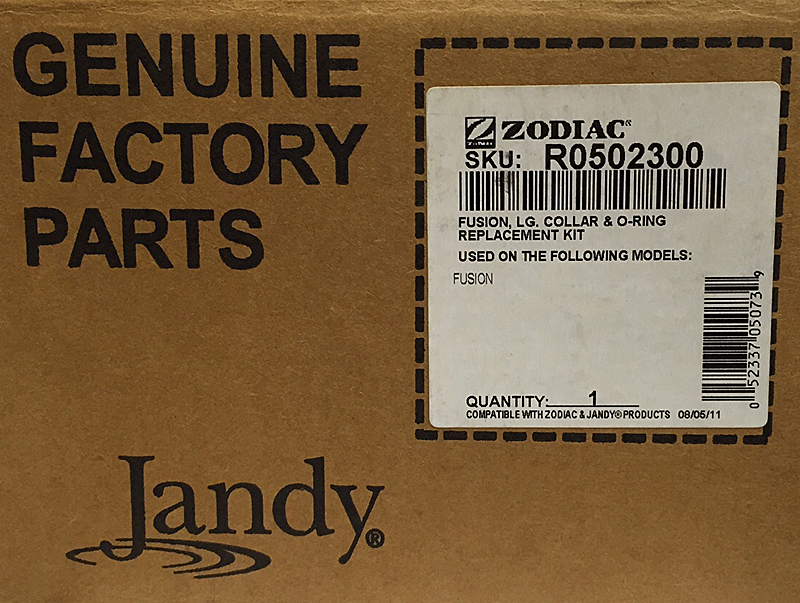 GENUINE
FACTORY
PARTS
ZODIAC®
SKU: R0502300
FUSION, LG. COLLAR & O-RING
REPLACEMENT KIT
USED ON THE FOLLOWING MODELS:
FUSION
0 52337 05073 9
QUANTITY: 1
COMPATIBLE WITH ZODIAC & JANDY® PRODUCTS 08/05/11
Jandy®